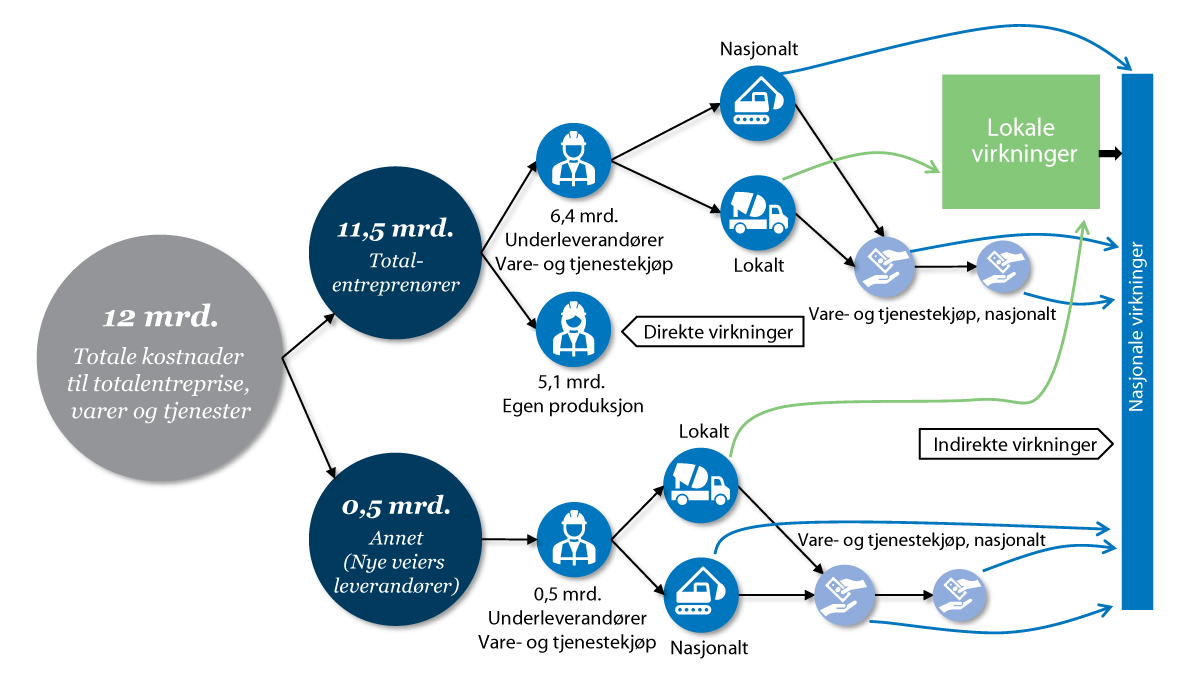 12 mrd.
Totale kostnader
til totalentreprise,
varer og tjenester
11,5 mrd.
Total-
entreprenører
0,5 mrd.
Annet
(Nye veiers
leverandører)
6,4 mrd.
Underleverandører
Vare- og tjenestekjøp
5,1 mrd.
Egen produksjon
Direkte virkninger
Nasjonalt
Lokalt
Vare- og tjenestekjøp, nasjonalt
Lokale
virkninger
Nasjonale virkninger
Indirekte virkninger
0,5 mrd.
Underleverandører
Vare- og tjenestekjøp
Lokalt
Nasjonalt
Vare- og tjenestekjøp, nasjonalt